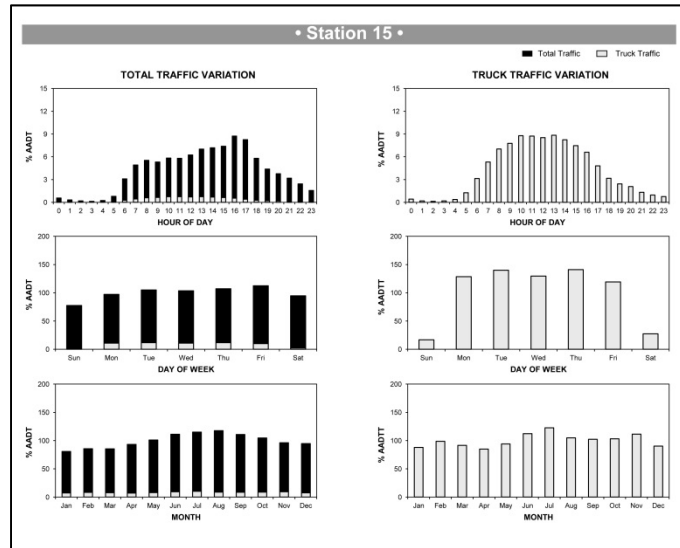 • Station 15 •
Total Traffic Truck Traffic
TOTAL TRAFFIC VARIATION
15
12
9
6
3
0
% AADT
0 1 2 3 4 5 6 7 8 9 10 11 12 13 14 15 16 17 18 19 20 21 22 23
HOUR OF DAY
TRUCK TRAFFIC VARIATION
15
12
9
6
3
0
% AADTT
0 1 2 3 4 5 6 7 8 9 10 11 12 13 14 15 16 17 18 19 20 21 22 23
HOUR OF DAY
200
150
100
50
0
% AADT
Sun Mon Tue Wed Thu Fri Sat
DAY OF WEEK
200
150
100
50
0
% AADTT
Sun Mon Tue Wed Thu Fri Sat
DAY OF WEEK
200
150
100
50
0
% AADT
Jan Feb Mar Apr May Jun Jul Aug Sep Oct Nov Dec
MONTH
200
150
100
50
0
% AADTT
Jan Feb Mar Apr May Jun Jul Aug Sep Oct Nov Dec
MONTH